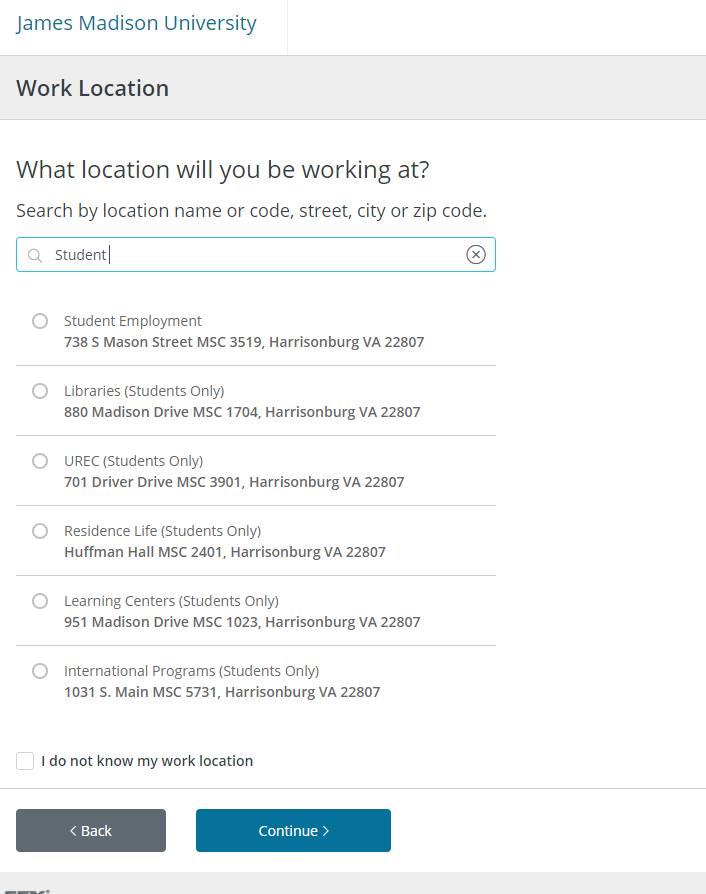 James Madison University
Work Location
What location will you be working at?
Search by location name or code, street, city or zip code.
Student
Student Employment
738 S Mason Street MSC 3519, Harrisonburg VA 22807
Libraries (Students Only)
880 Madison Drive MSC 1704, Harrisonburg VA 22807
UREC (Students Only)
701 Driver Drive MSC 3901, Harrisonburg VA 22807
Residence Life (Students Only)
Huffman Hall MSC 2401, Harrisonburg VA 22807
Learning Centers (Students Only)
951 Madison Drive MSC 1023, Harrisonburg VA 22807
International Programs (Students Only)
1031 S. Main MSC 5731, Harrisonburg VA 22807
I do not know my work location
< Back
Continue >